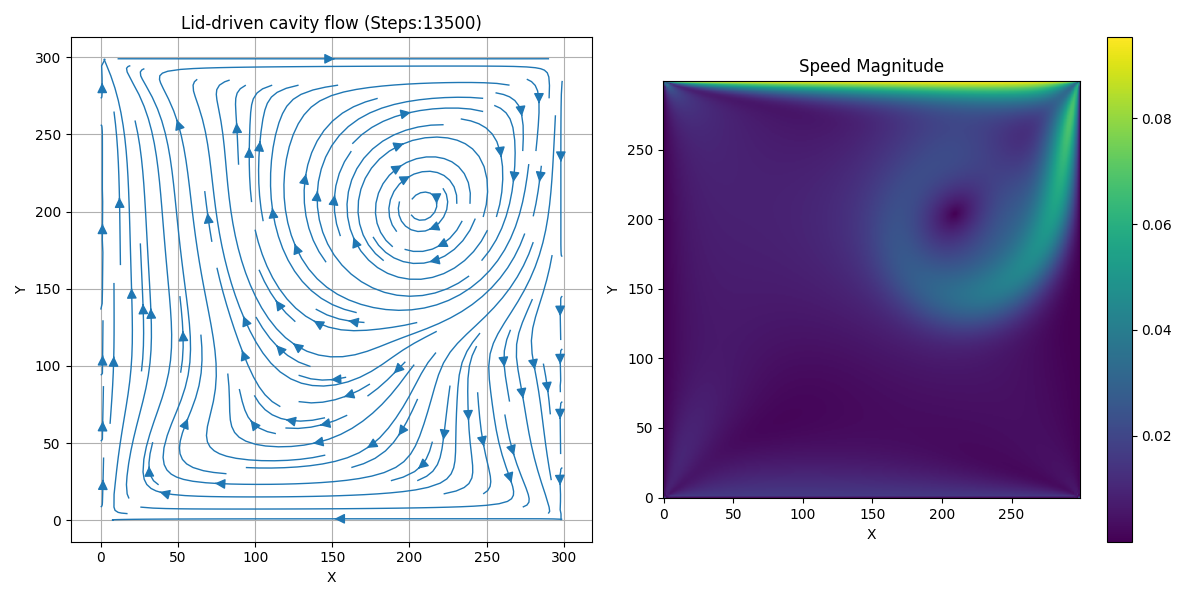 Lid-driven cavity flow (Steps:13500)
300
250
200
150
100
50
0
0 50 100 150 200 250 300
X
Y
Speed Magnitude
250
200
150
100
50
0
0 50 100 150 200 250
X
Y
0.08
0.06
0.04
0.02